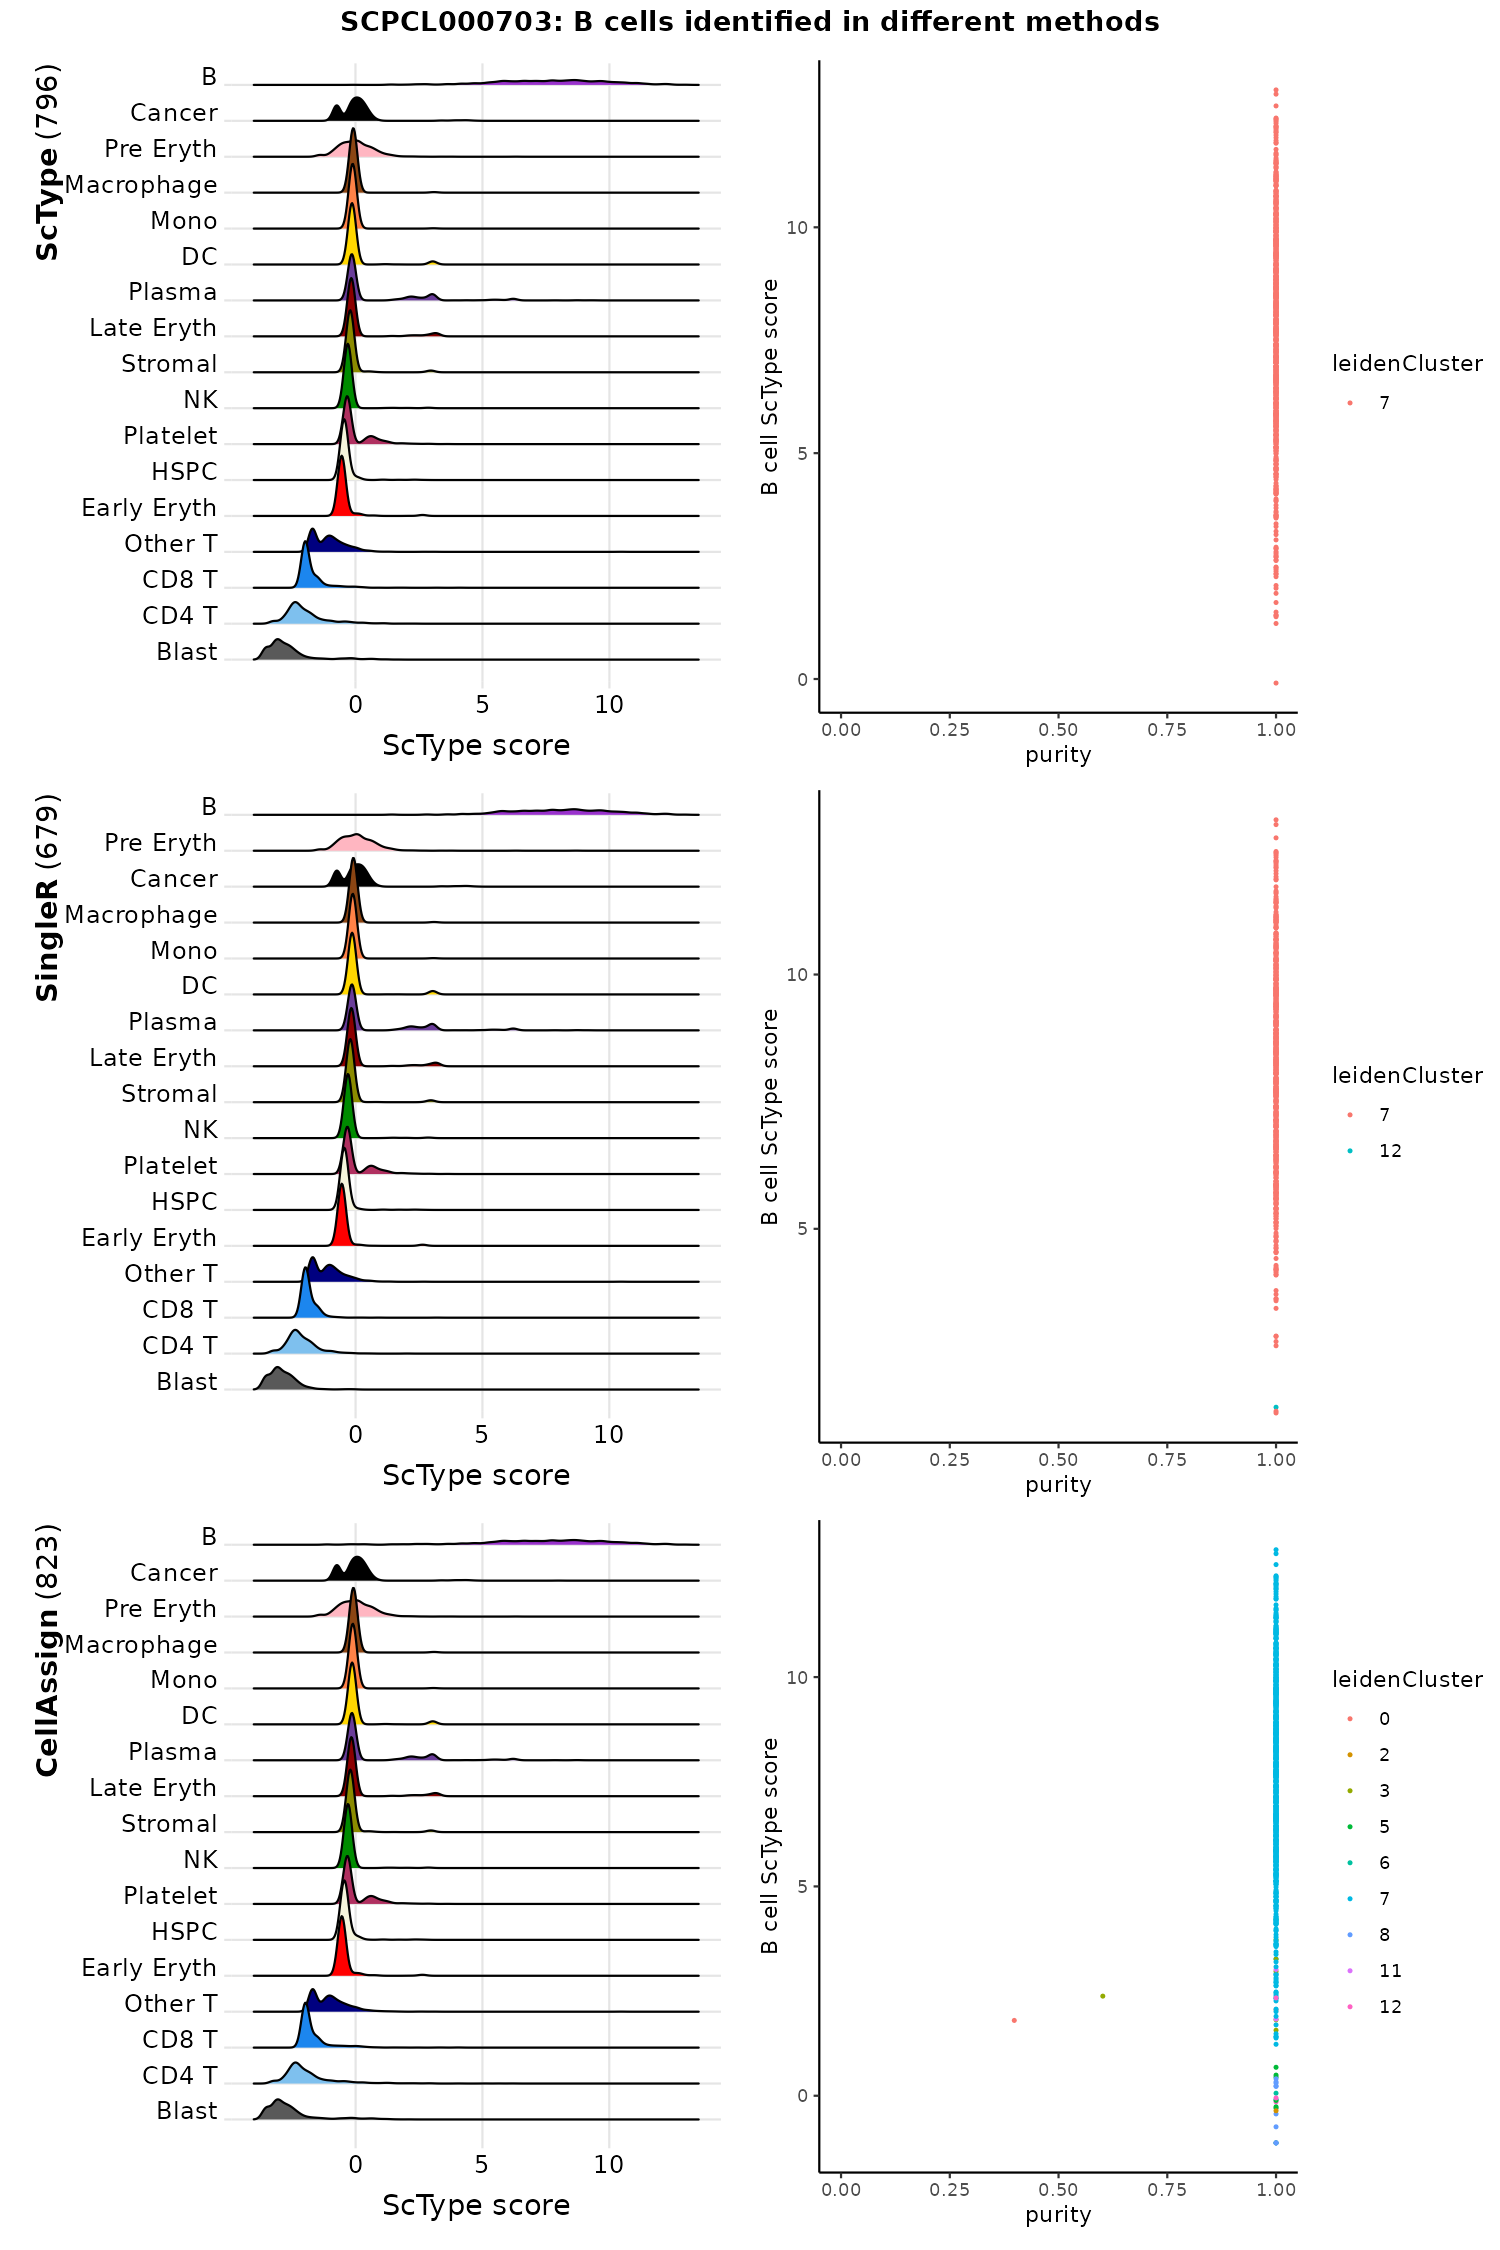 SCPCL000703: B cells identified in different methods
ScType (796)
B
Cancer
Pre Eryth
Macrophage
Mono
DC
Plasma
Late Eryth
Stromal
NK
Platelet
HSPC
Early Eryth
Other T
CD8 T
CD4 T
Blast
0 5 10
ScType score
B cell ScType score
10
5
0
0.00 0.25 0.50 0.75 1.00
purity
leidenCluster
7
SingleR (679)
B
Pre Eryth
Cancer
Macrophage
Mono
DC
Plasma
Late Eryth
Stromal
NK
Platelet
HSPC
Early Eryth
Other T
CD8 T
CD4 T
Blast
0 5 10
ScType score
B cell ScType score
10
5
0.00 0.25 0.50 0.75 1.00
purity
leidenCluster
7
12
CellAssign (823)
B
Cancer
Pre Eryth
Macrophage
Mono
DC
Plasma
Late Eryth
Stromal
NK
Platelet
HSPC
Early Eryth
Other T
CD8 T
CD4 T
Blast
0 5 10
ScType score
B cell ScType score
10
5
0
0.00 0.25 0.50 0.75 1.00
purity
leidenCluster
0
2
3
5
6
7
8
11
12